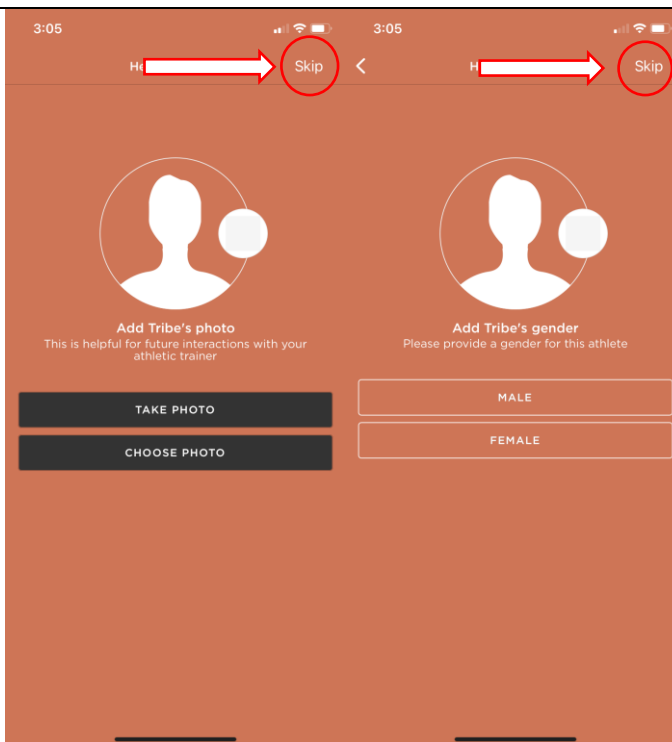 3:05
Skip
Add Tribe's photo
This is helpful for future interactions with your
athletic trainer
TAKE PHOTO
CHOOSE PHOTO
3:05
Skip
Add Tribe's gender
Please provide a gender for this athlete
MALE
FEMALE